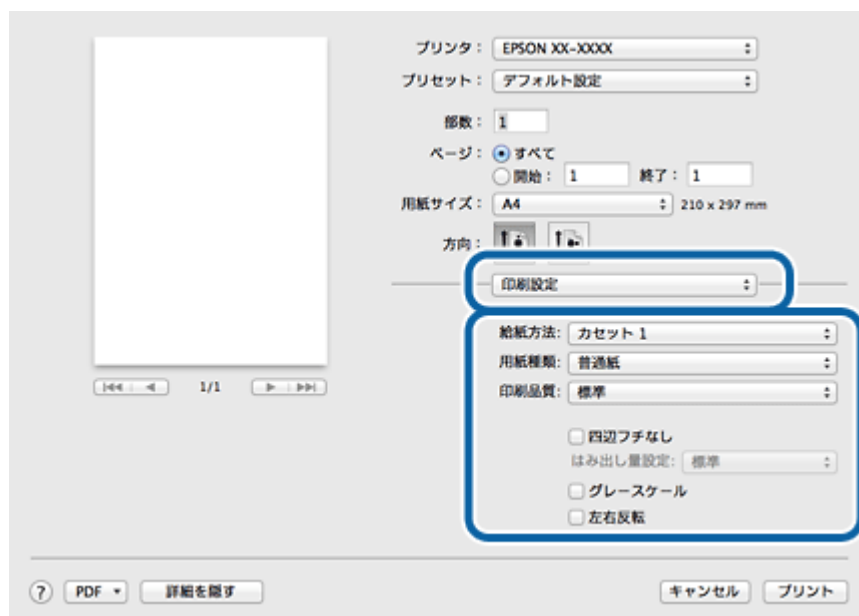 プリンタ： EPSON XX-XXXX
プリセット： デフォルト設定
部数： 1
ページ： すべて
開始： 1 終了： 1
用紙サイズ： A4 210 x 297 mm
方向：
印刷設定
給紙方法: カセット 1
用紙種類: 普通紙
印刷品質: 標準
四辺フチなし
はみ出し量設定: 標準
グレースケール
左右反転
1/1
? PDF 詳細を隠す キャンセル プリント